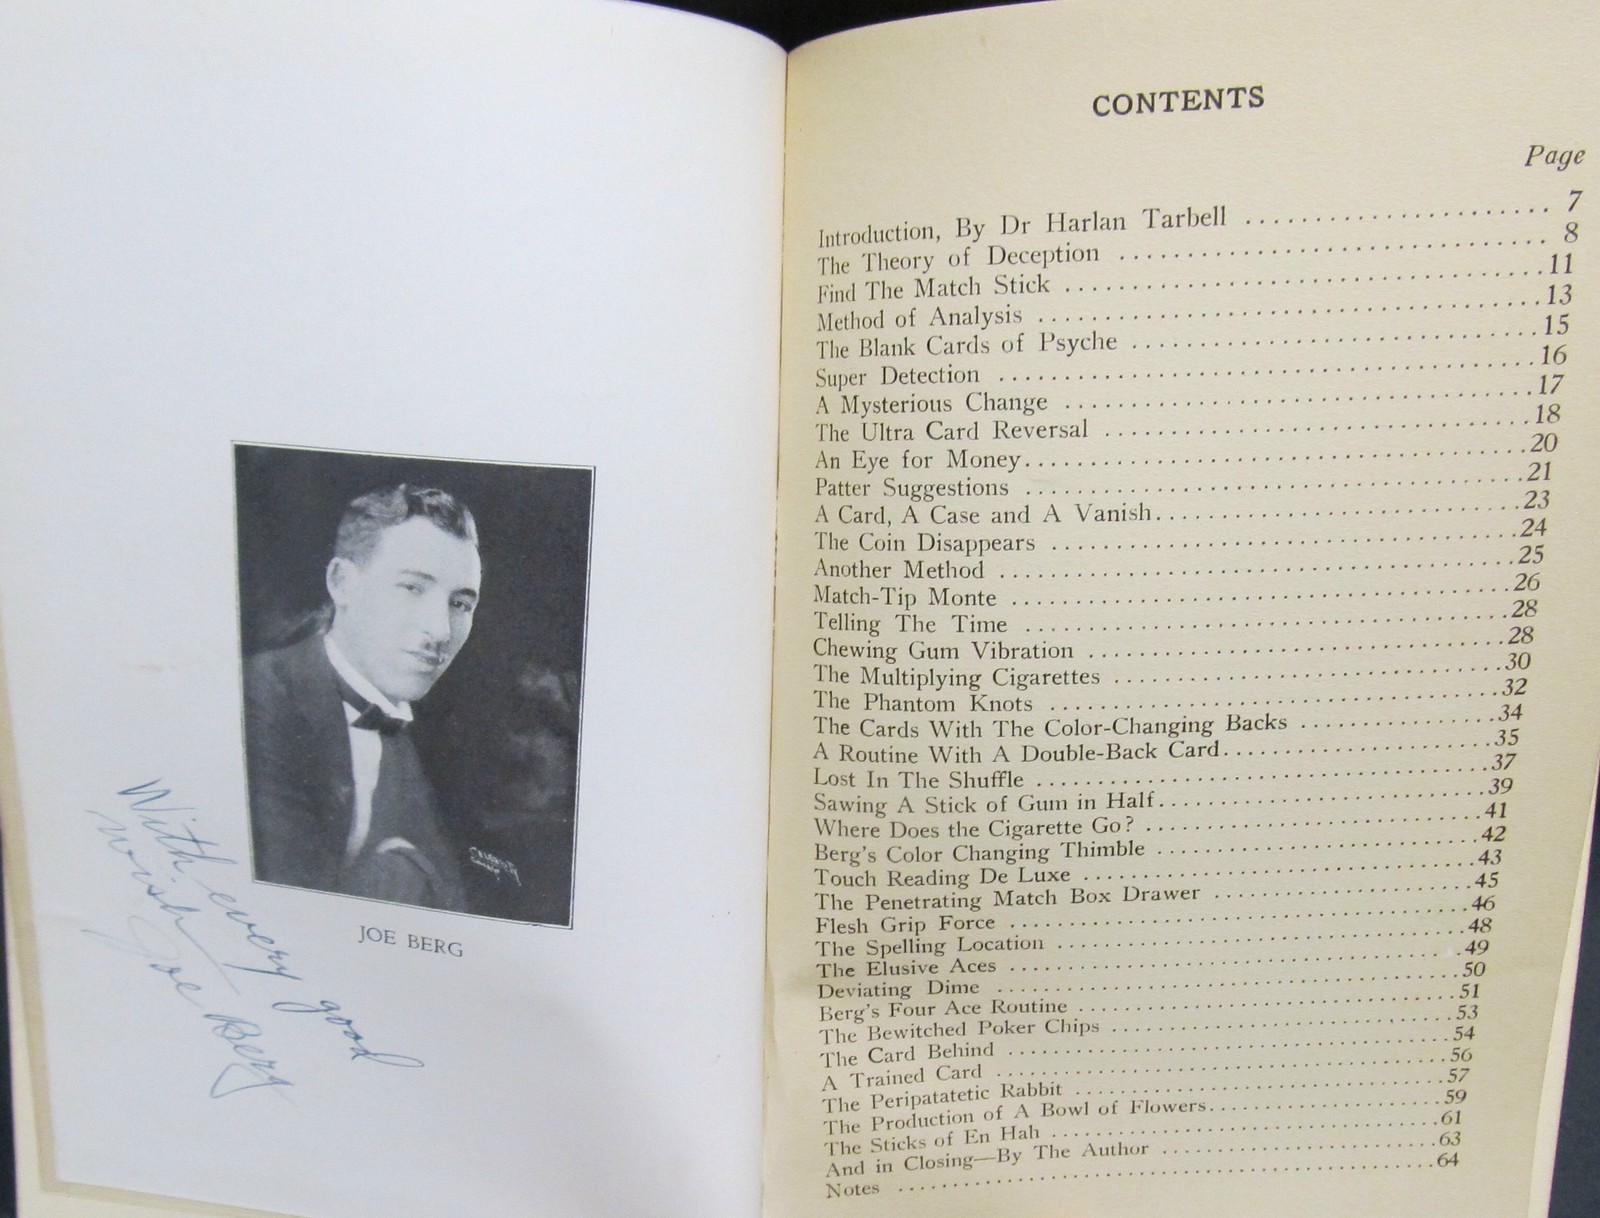 With every good
wish
Joe Berg
JOE BERG
CONTENTS
Page
Introduction, By Dr Harlan Tarbell ........ 7
The Theory of Deception ........ 8
Find The Match Stick ........ 11
Method of Analysis ........ 13
The Blank Cards of Psyche ........ 15
Super Detection ........ 16
A Mysterious Change ........ 17
The Ultra Card Reversal ........ 18
An Eye for Money ........ 20
Patter Suggestions ........ 21
A Card, A Case and A Vanish ........ 23
The Coin Disappears ........ 24
Another Method ........ 25
Match-Tip Monte ........ 26
Telling The Time ........ 28
Chewing Gum Vibration ........ 28
The Multiplying Cigarettes ........ 30
The Phantom Knots ........ 32
The Cards With The Color-Changing Backs ........ 34
A Routine With A Double-Back Card ........ 35
Lost In The Shuffle ........ 37
Sawing A Stick of Gum in Half ........ 39
Where Does the Cigarette Go? ........ 41
Berg's Color Changing Thimble ........ 42
Touch Reading De Luxe ........ 43
The Penetrating Match Box Drawer ........ 45
Flesh Grip Force ........ 46
The Spelling Location ........ 48
The Elusive Aces ........ 49
Deviating Dime ........ 50
Berg's Four Ace Routine ........ 51
The Bewitched Poker Chips ........ 53
The Card Behind ........ 54
A Trained Card ........ 56
The Peripatatetic Rabbit ........ 57
The Production of A Bowl of Flowers ........ 59
The Sticks of En Hah ........ 61
And in Closing—By The Author ........ 63
Notes ........ 64